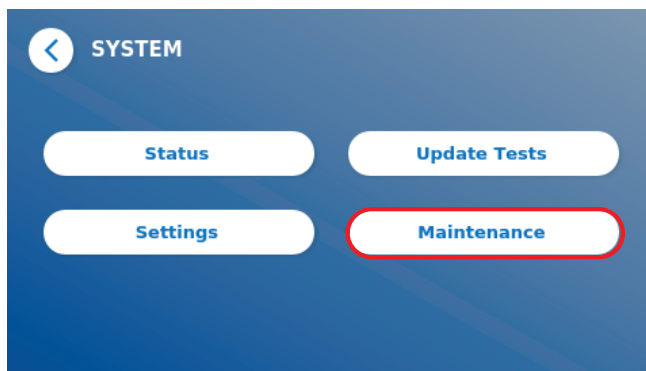 SYSTEM
Status
Update Tests
Settings
Maintenance